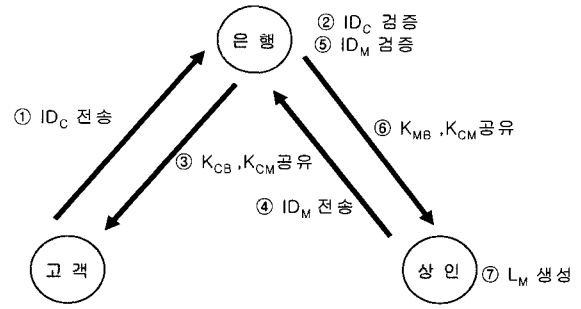 은 행
② ID_C 검증
⑤ ID_M 검증
① ID_C 전송
③ K_CB ,K_CM공유
④ ID_M 전송
⑥ K_MB ,K_CM공유
고 객
상 인
⑦ L_M 생성